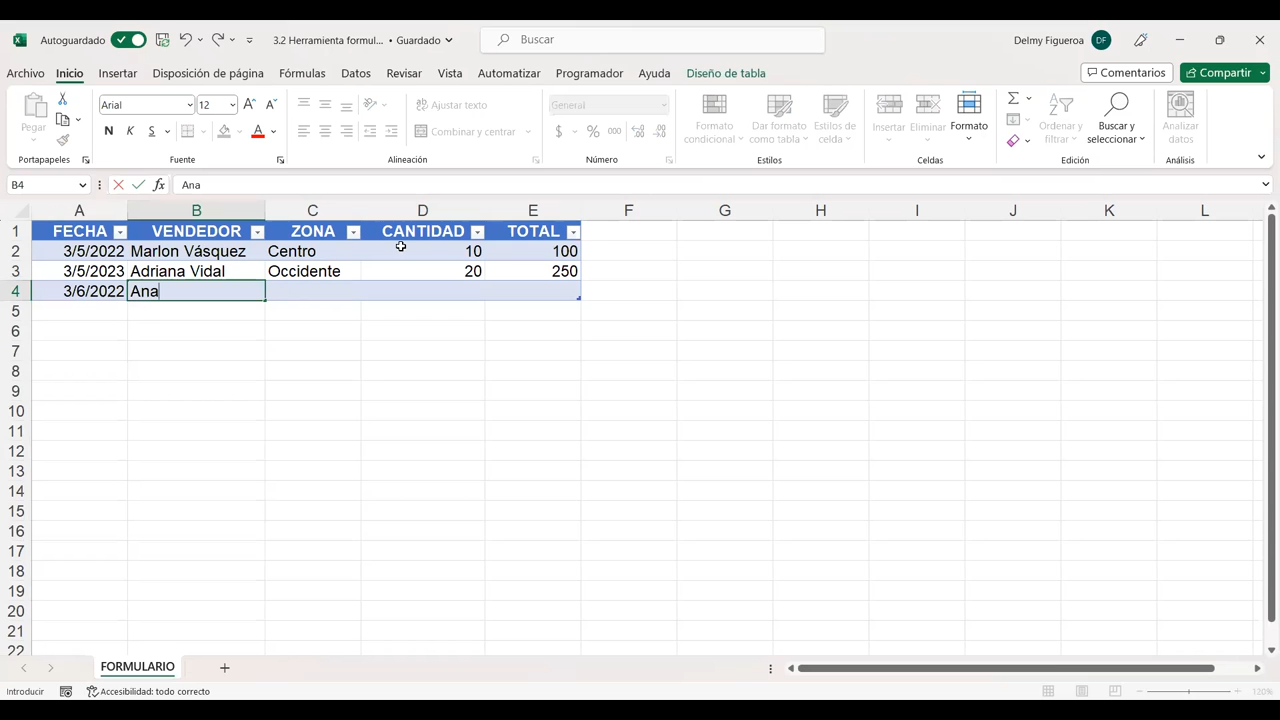 Autoguardado 3.2 Herramienta formul... • Guardado Buscar Delmy Figueroa DF
Archivo Inicio Insertar Disposición de página Fórmulas Datos Revisar Vista Automatizar Programador Ayuda Diseño de tabla Comentarios Compartir
Pegar Arial 12 Ajustar texto General Formato condicional Dar formato como tabla Estilos de celda Insertar Eliminar Formato Ordenar y filtrar Buscar y seleccionar Analizar datos
N K S Combinar y centrar $ % 000
Portapapeles Fuente Alineación Número Estilos Celdas Edición Análisis
B4 fx Ana
A B C D E F G H I J K L
1 FECHA VENDEDOR ZONA CANTIDAD TOTAL
2 3/5/2022 Marlon Vásquez Centro 10 100
3 3/5/2023 Adriana Vidal Occidente 20 250
4 3/6/2022 Ana
5
6
7
8
9
10
11
12
13
14
15
16
17
18
19
20
21
22
FORMULARIO
Introducir Accesibilidad: todo correcto 120%